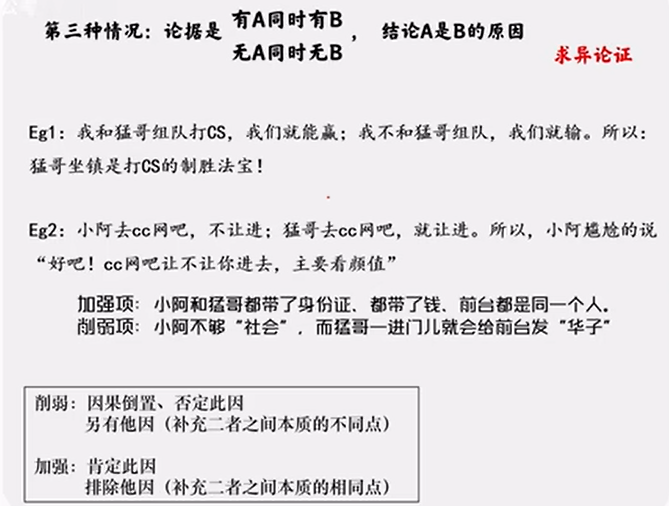 第三种情况：论据是 有A同时有B ，结论A是B的原因
无A同时无B
求异论证
Eg1：我和猛哥组队打CS，我们就能赢；我不和猛哥组队，我们就输。所以：
猛哥坐镇是打CS的制胜法宝！
Eg2：小阿去cc网吧，不让进；猛哥去cc网吧，就让进。所以，小阿尴尬的说
“好吧！cc网吧让不让你进去，主要看颜值”
加强项：小阿和猛哥都带了身份证、都带了钱、前台都是同一个人。
削弱项：小阿不够“社会”，而猛哥一进门儿就会给前台发“华子”
削弱：因果倒置、否定此因
另有他因（补充二者之间本质的不同点）
加强：肯定此因
排除他因（补充二者之间本质的相同点）